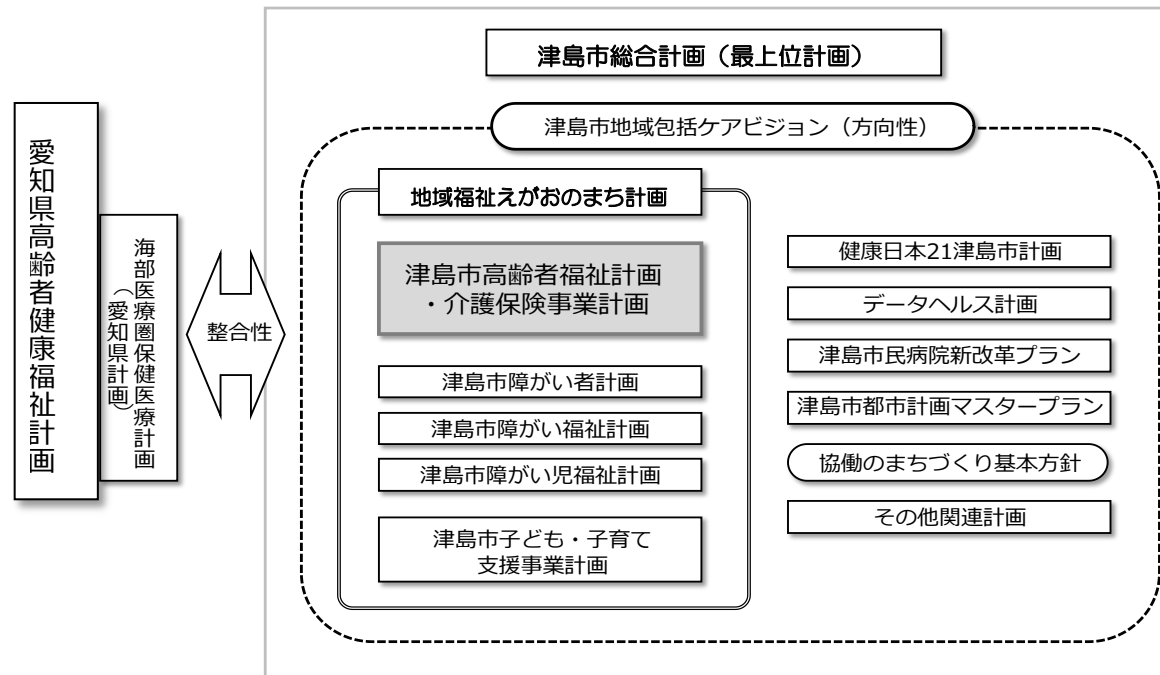 津島市総合計画（最上位計画）
津島市地域包括ケアビジョン（方向性）
愛知県高齢者健康福祉計画
海部医療圏保健医療計画
（愛知県計画）
整合性
地域福祉えがおのまち計画
津島市高齢者福祉計画
・介護保険事業計画
津島市障がい者計画
津島市障がい福祉計画
津島市障がい児福祉計画
津島市子ども・子育て
支援事業計画
健康日本21津島市計画
データヘルス計画
津島市民病院新改革プラン
津島市都市計画マスタープラン
協働のまちづくり基本方針
その他関連計画